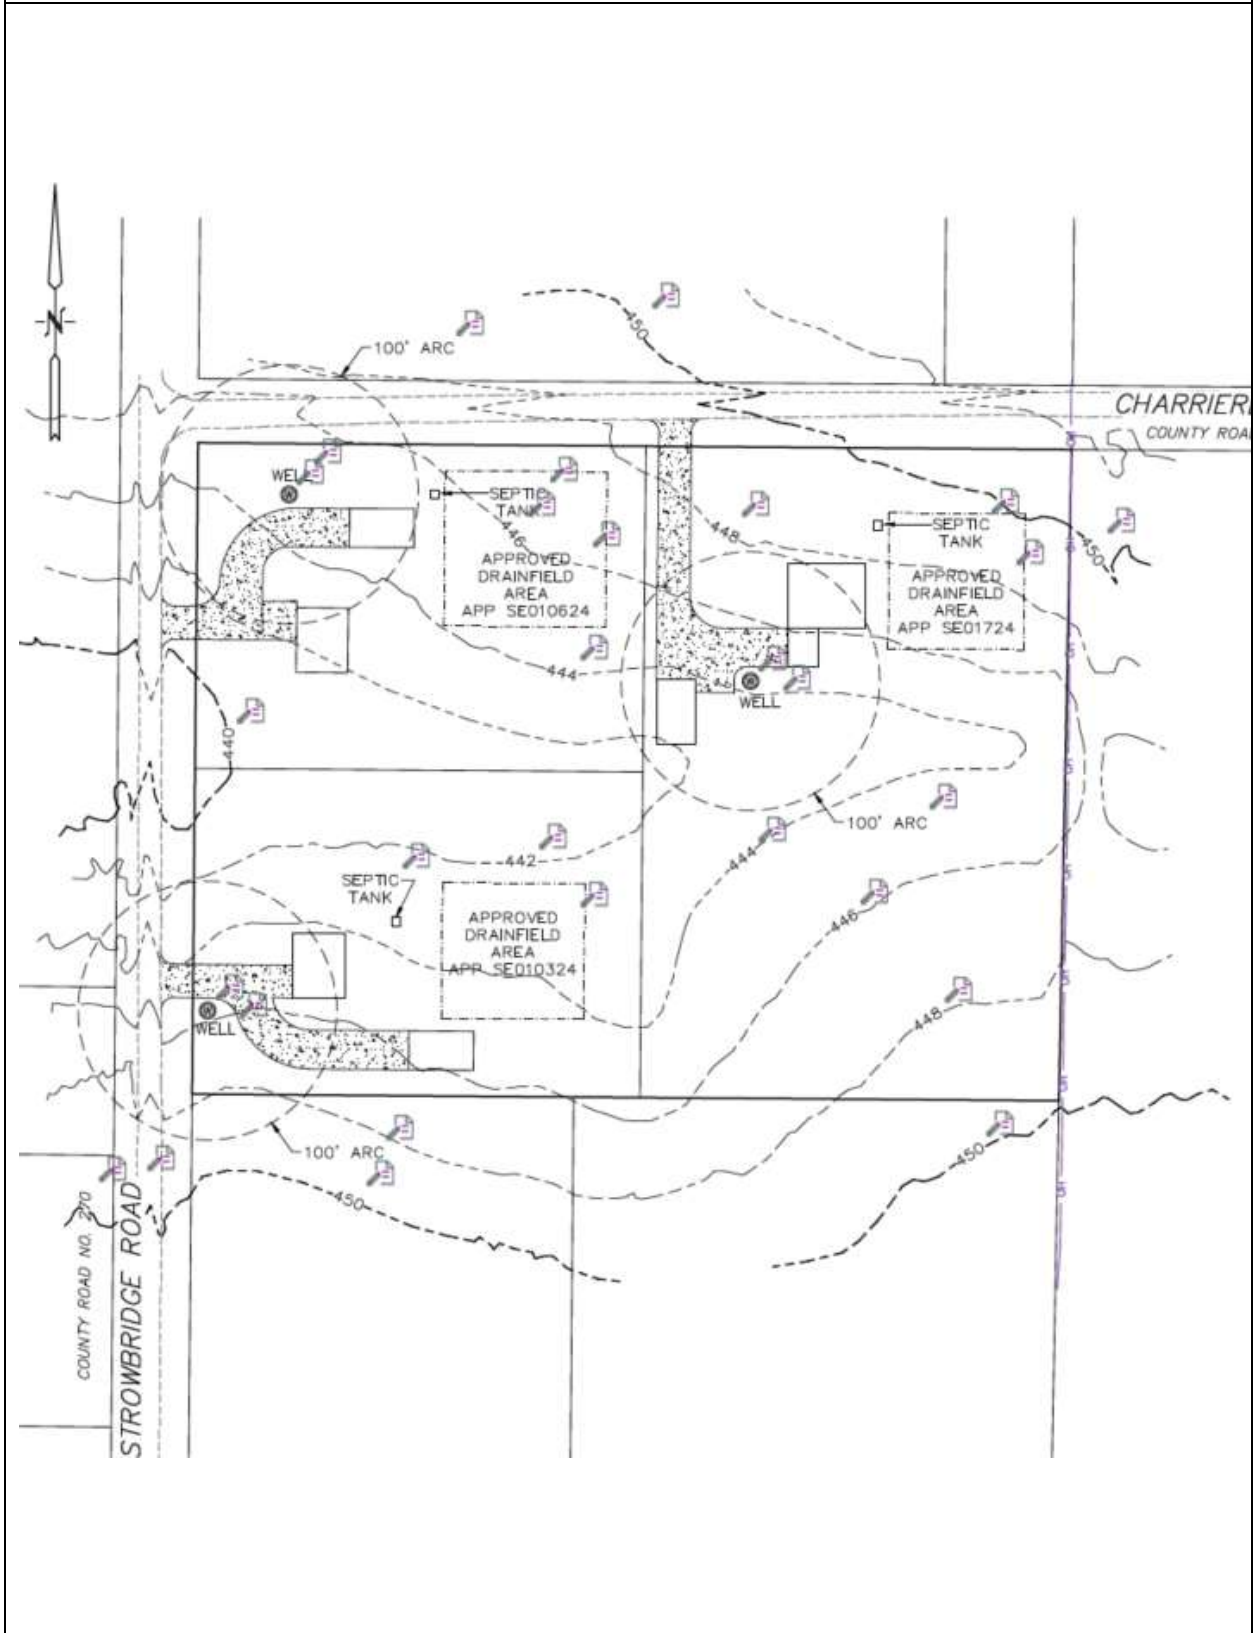 N
450
100' ARC
CHARRIER
COUNTY ROA
WELL
SEPTIC
TANK
446
448
SEPTIC
TANK
450
APPROVED
DRAINFIELD
AREA
APP SE010624
APPROVED
DRAINFIELD
AREA
APP SE01724
444
WELL
440
100' ARC
444
442
SEPTIC
TANK
446
APPROVED
DRAINFIELD
AREA
APP SE010324
WELL
448
100' ARC
450
450
COUNTY ROAD NO. 270
STROWBRIDGE ROAD